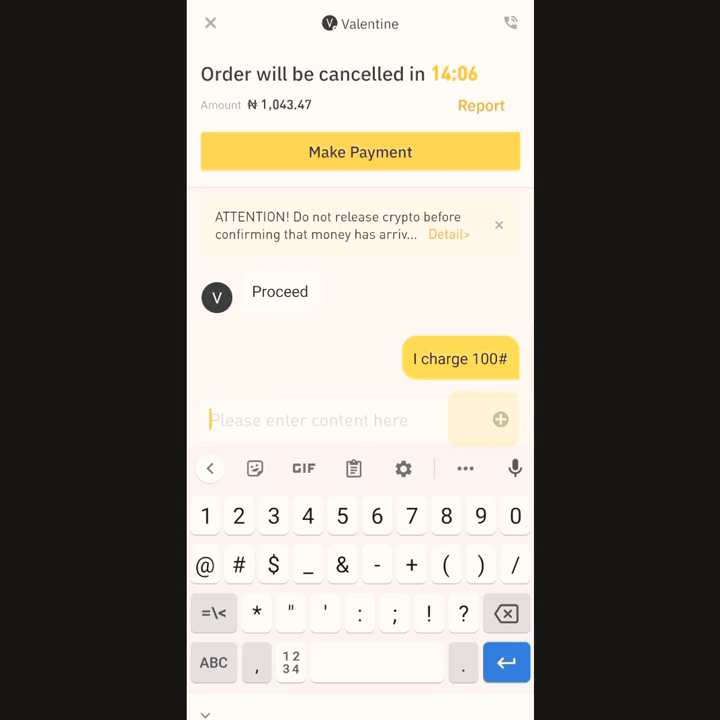 V Valentine
Order will be cancelled in 14:06
Amount ₦ 1,043.47 Report
Make Payment
ATTENTION! Do not release crypto before
confirming that money has arriv... Detail>
V Proceed
I charge 100#
Please enter content here
GIF
1 2 3 4 5 6 7 8 9 0
@ # $ _ & - + ( ) /
=\< * " ' : ; ! ?
ABC , 12 34 .